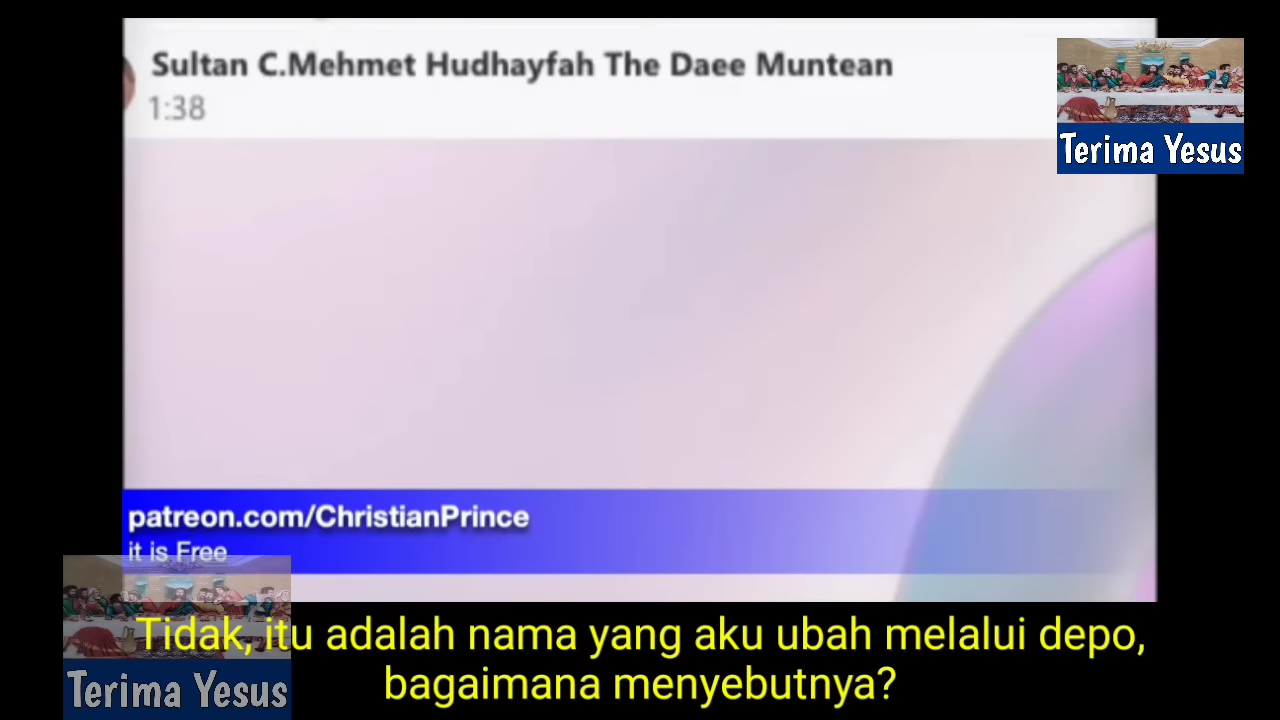 Sultan C.Mehmet Hudhayfah The Daee Muntean
1:38
Terima Yesus
patreon.com/ChristianPrince
it is Free
Tidak, itu adalah nama yang aku ubah melalui depo,
bagaimana menyebutnya?
Terima Yesus